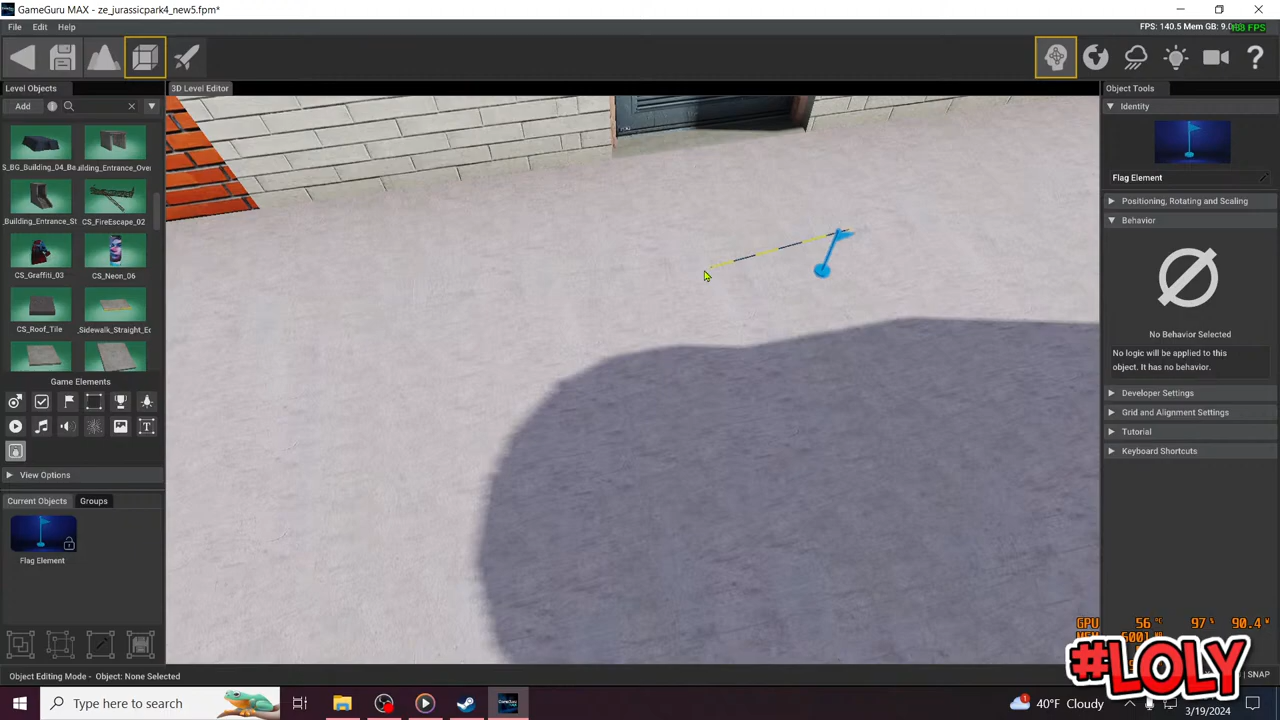 GameGuru MAX - ze_jurassicpark4_new5.fpm*
File Edit Help
FPS: 140.5 Mem GB: 9.0
Level Objects
3D Level Editor
Object Tools
Add
Identity
S_BG_Building_04_Ba
uilding_Entrance_Ove
Flag Element
_Building_Entrance_St
CS_FireEscape_02
Positioning, Rotating and Scaling
Behavior
CS_Graffiti_03
CS_Neon_06
CS_Roof_Tile
_Sidewalk_Straight_Ec
No Behavior Selected
No logic will be applied to this
object. It has no behavior.
Game Elements
Developer Settings
Grid and Alignment Settings
Tutorial
Keyboard Shortcuts
View Options
Current Objects Groups
Flag Element
GPU 56 °C 97 % 90.4 W
#LOLY
Object Editing Mode - Object: None Selected
SNAP
Type here to search
40°F Cloudy
3/19/2024